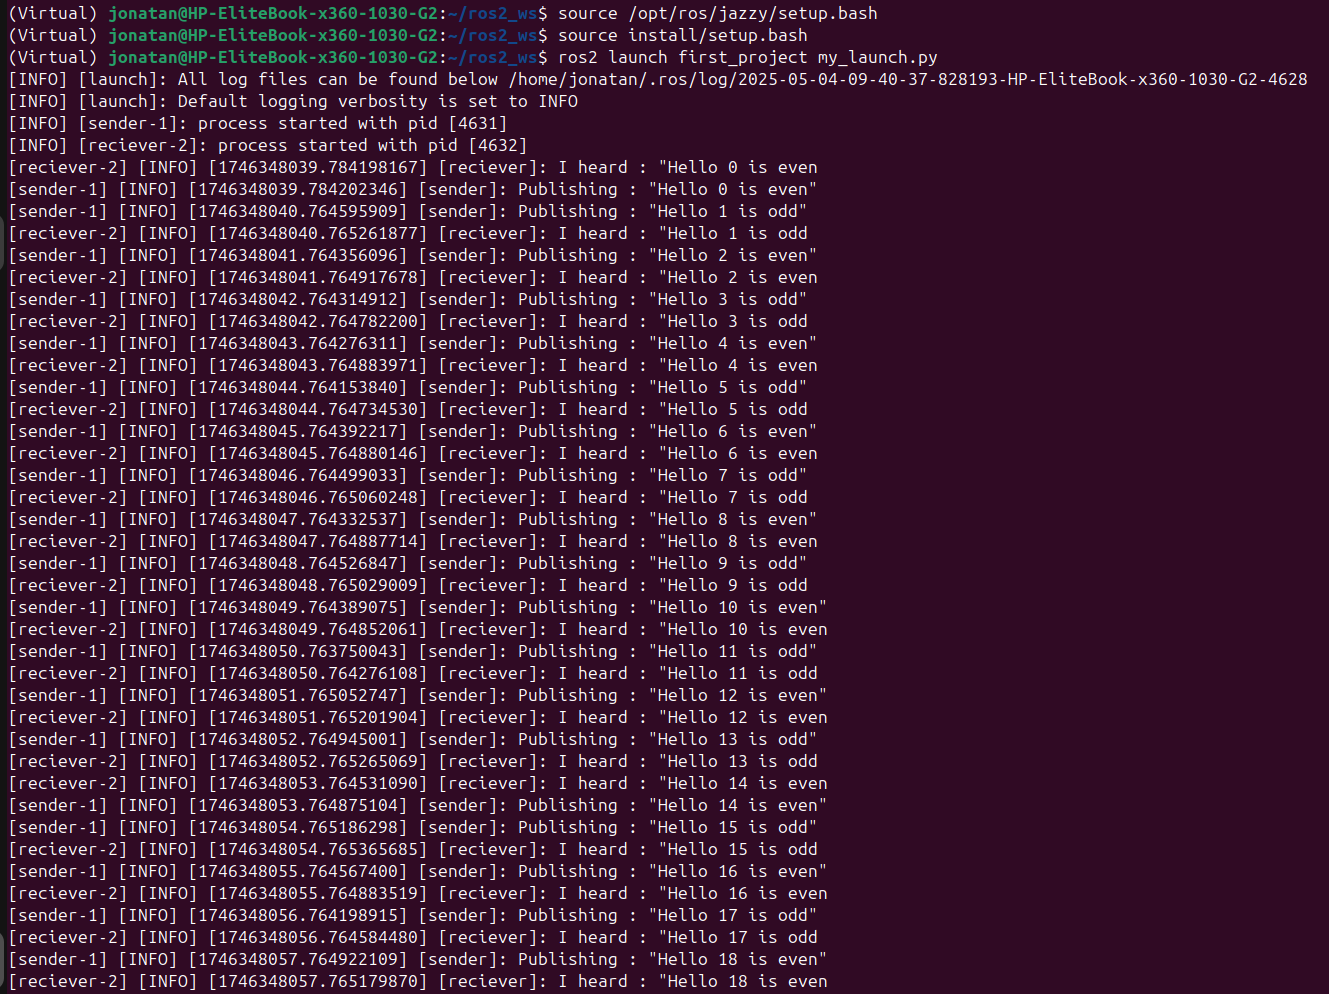 (Virtual) jonatan@HP-EliteBook-x360-1030-G2:~/ros2_ws$ source /opt/ros/jazzy/setup.bash
(Virtual) jonatan@HP-EliteBook-x360-1030-G2:~/ros2_ws$ source install/setup.bash
(Virtual) jonatan@HP-EliteBook-x360-1030-G2:~/ros2_ws$ ros2 launch first_project my_launch.py
[INFO] [launch]: All log files can be found below /home/jonatan/.ros/log/2025-05-04-09-40-37-828193-HP-EliteBook-x360-1030-G2-4628
[INFO] [launch]: Default logging verbosity is set to INFO
[INFO] [sender-1]: process started with pid [4631]
[INFO] [reciever-2]: process started with pid [4632]
[reciever-2] [INFO] [1746348039.784198167] [reciever]: I heard : "Hello 0 is even
[sender-1] [INFO] [1746348039.784202346] [sender]: Publishing : "Hello 0 is even"
[sender-1] [INFO] [1746348040.764595909] [sender]: Publishing : "Hello 1 is odd"
[reciever-2] [INFO] [1746348040.765261877] [reciever]: I heard : "Hello 1 is odd
[sender-1] [INFO] [1746348041.764356096] [sender]: Publishing : "Hello 2 is even"
[reciever-2] [INFO] [1746348041.764917678] [reciever]: I heard : "Hello 2 is even
[sender-1] [INFO] [1746348042.764314912] [sender]: Publishing : "Hello 3 is odd"
[reciever-2] [INFO] [1746348042.764782200] [reciever]: I heard : "Hello 3 is odd
[sender-1] [INFO] [1746348043.764276311] [sender]: Publishing : "Hello 4 is even"
[reciever-2] [INFO] [1746348043.764883971] [reciever]: I heard : "Hello 4 is even
[sender-1] [INFO] [1746348044.764153840] [sender]: Publishing : "Hello 5 is odd"
[reciever-2] [INFO] [1746348044.764734530] [reciever]: I heard : "Hello 5 is odd
[sender-1] [INFO] [1746348045.764392217] [sender]: Publishing : "Hello 6 is even"
[reciever-2] [INFO] [1746348045.764880146] [reciever]: I heard : "Hello 6 is even
[sender-1] [INFO] [1746348046.764499033] [sender]: Publishing : "Hello 7 is odd"
[reciever-2] [INFO] [1746348046.765060248] [reciever]: I heard : "Hello 7 is odd
[sender-1] [INFO] [1746348047.764332537] [sender]: Publishing : "Hello 8 is even"
[reciever-2] [INFO] [1746348047.764887714] [reciever]: I heard : "Hello 8 is even
[sender-1] [INFO] [1746348048.764526847] [sender]: Publishing : "Hello 9 is odd"
[reciever-2] [INFO] [1746348048.765029009] [reciever]: I heard : "Hello 9 is odd
[sender-1] [INFO] [1746348049.764389075] [sender]: Publishing : "Hello 10 is even"
[reciever-2] [INFO] [1746348049.764852061] [reciever]: I heard : "Hello 10 is even
[sender-1] [INFO] [1746348050.763750043] [sender]: Publishing : "Hello 11 is odd"
[reciever-2] [INFO] [1746348050.764276108] [reciever]: I heard : "Hello 11 is odd
[sender-1] [INFO] [1746348051.765052747] [sender]: Publishing : "Hello 12 is even"
[reciever-2] [INFO] [1746348051.765201904] [reciever]: I heard : "Hello 12 is even
[sender-1] [INFO] [1746348052.764945001] [sender]: Publishing : "Hello 13 is odd"
[reciever-2] [INFO] [1746348052.765265069] [reciever]: I heard : "Hello 13 is odd
[reciever-2] [INFO] [1746348053.764531090] [reciever]: I heard : "Hello 14 is even
[sender-1] [INFO] [1746348053.764875104] [sender]: Publishing : "Hello 14 is even"
[sender-1] [INFO] [1746348054.765186298] [sender]: Publishing : "Hello 15 is odd"
[reciever-2] [INFO] [1746348054.765365685] [reciever]: I heard : "Hello 15 is odd
[sender-1] [INFO] [1746348055.764567400] [sender]: Publishing : "Hello 16 is even"
[reciever-2] [INFO] [1746348055.764883519] [reciever]: I heard : "Hello 16 is even
[sender-1] [INFO] [1746348056.764198915] [sender]: Publishing : "Hello 17 is odd"
[reciever-2] [INFO] [1746348056.764584480] [reciever]: I heard : "Hello 17 is odd
[sender-1] [INFO] [1746348057.764922109] [sender]: Publishing : "Hello 18 is even"
[reciever-2] [INFO] [1746348057.765179870] [reciever]: I heard : "Hello 18 is even